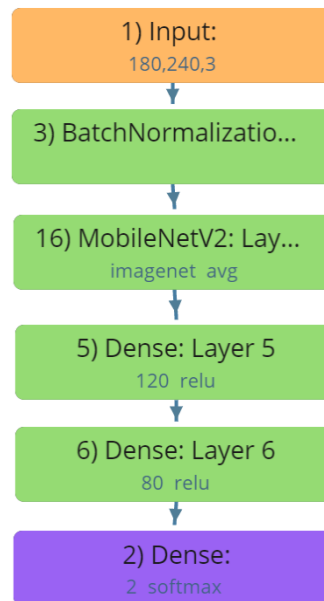 1) Input:
180,240,3
3) BatchNormalizatio...
16) MobileNetV2: Lay...
imagenet avg
5) Dense: Layer 5
120 relu
6) Dense: Layer 6
80 relu
2) Dense:
2 softmax